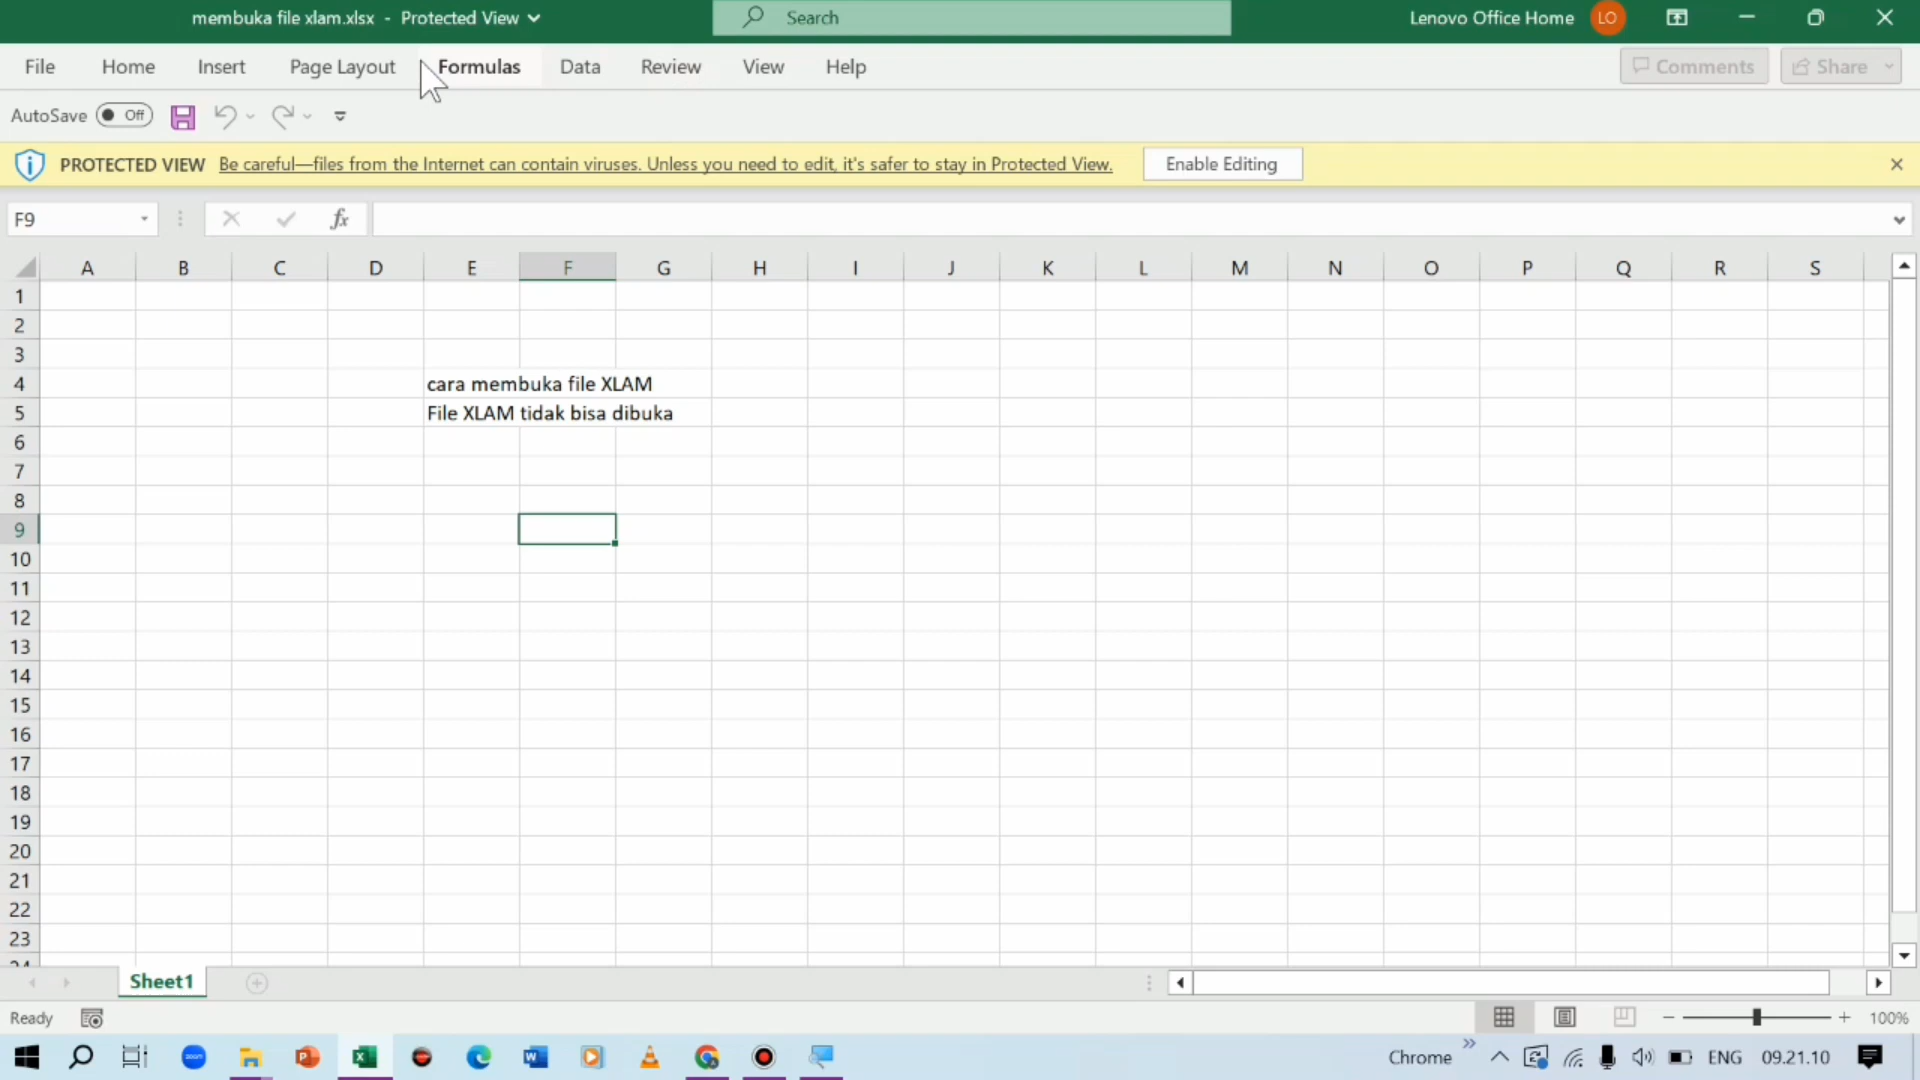 membuka file xlam.xlsx - Protected View
Search
Lenovo Office Home LO
File Home Insert Page Layout Formulas Data Review View Help
Comments Share
AutoSave Off
PROTECTED VIEW Be careful—files from the Internet can contain viruses. Unless you need to edit, it's safer to stay in Protected View. Enable Editing
F9 fx
A B C D E F G H I J K L M N O P Q R S
1
2
3
4 cara membuka file XLAM
5 File XLAM tidak bisa dibuka
6
7
8
9
10
11
12
13
14
15
16
17
18
19
20
21
22
23
24
Sheet1
Ready
100%
zoom
Chrome ENG 09.21.10